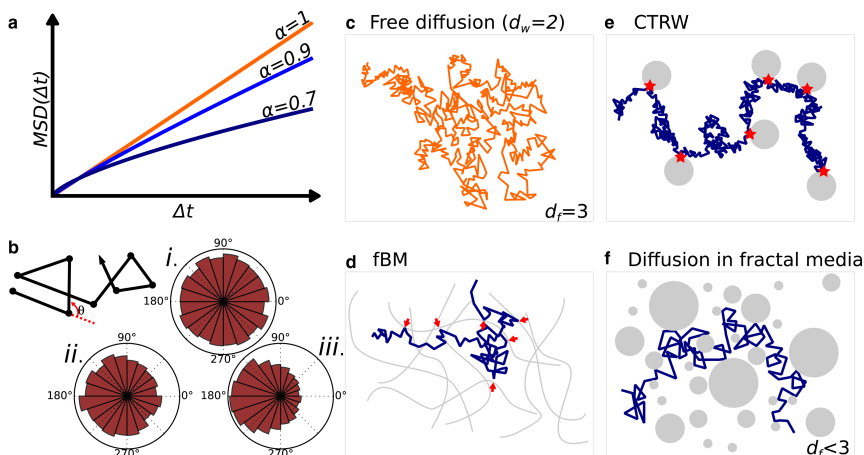 a
MSD(Δt)
α=1
α=0.9
α=0.7
Δt
b
θ
i.
90°
180°
0°
270°
ii.
90°
180°
0°
270°
iii.
90°
180°
0°
270°
c Free diffusion (d_w=2)
d_f=3
d fBM
e CTRW
f Diffusion in fractal media
d_f<3